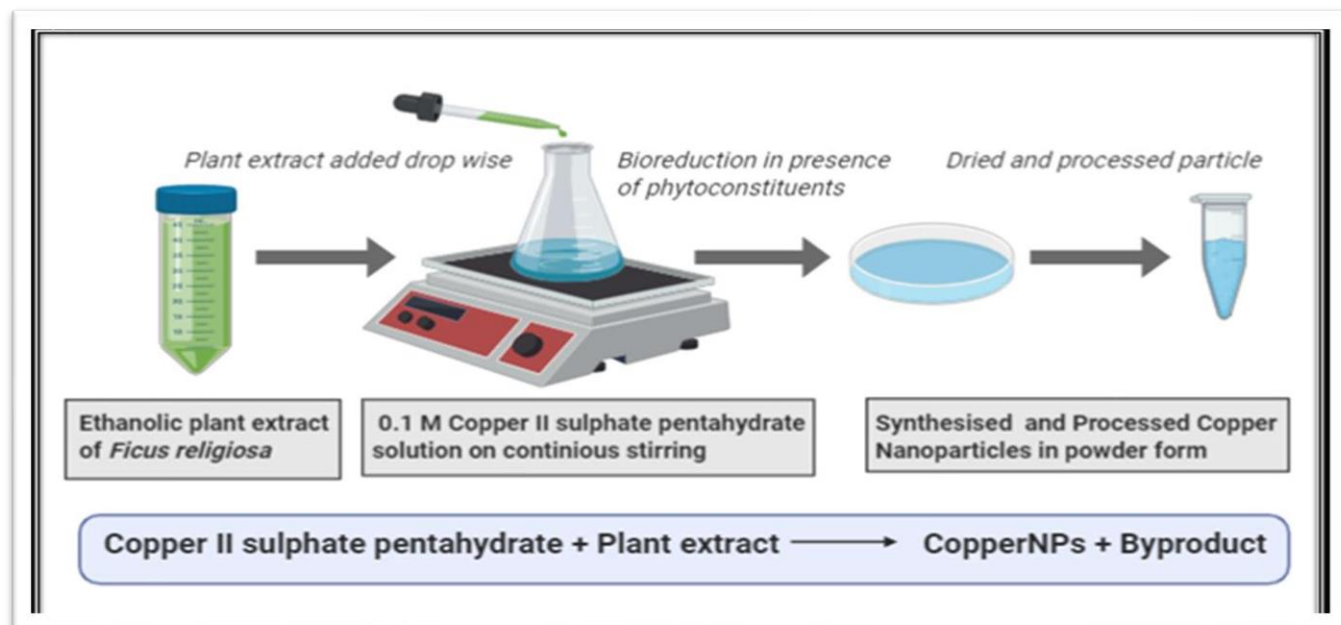 Plant extract added drop wise
Bioreduction in presence
of phytoconstituents
Dried and processed particle
Ethanolic plant extract
of Ficus religiosa
0.1 M Copper II sulphate pentahydrate
solution on continious stirring
Synthesised and Processed Copper
Nanoparticles in powder form
Copper II sulphate pentahydrate + Plant extract ⟶ CopperNPs + Byproduct